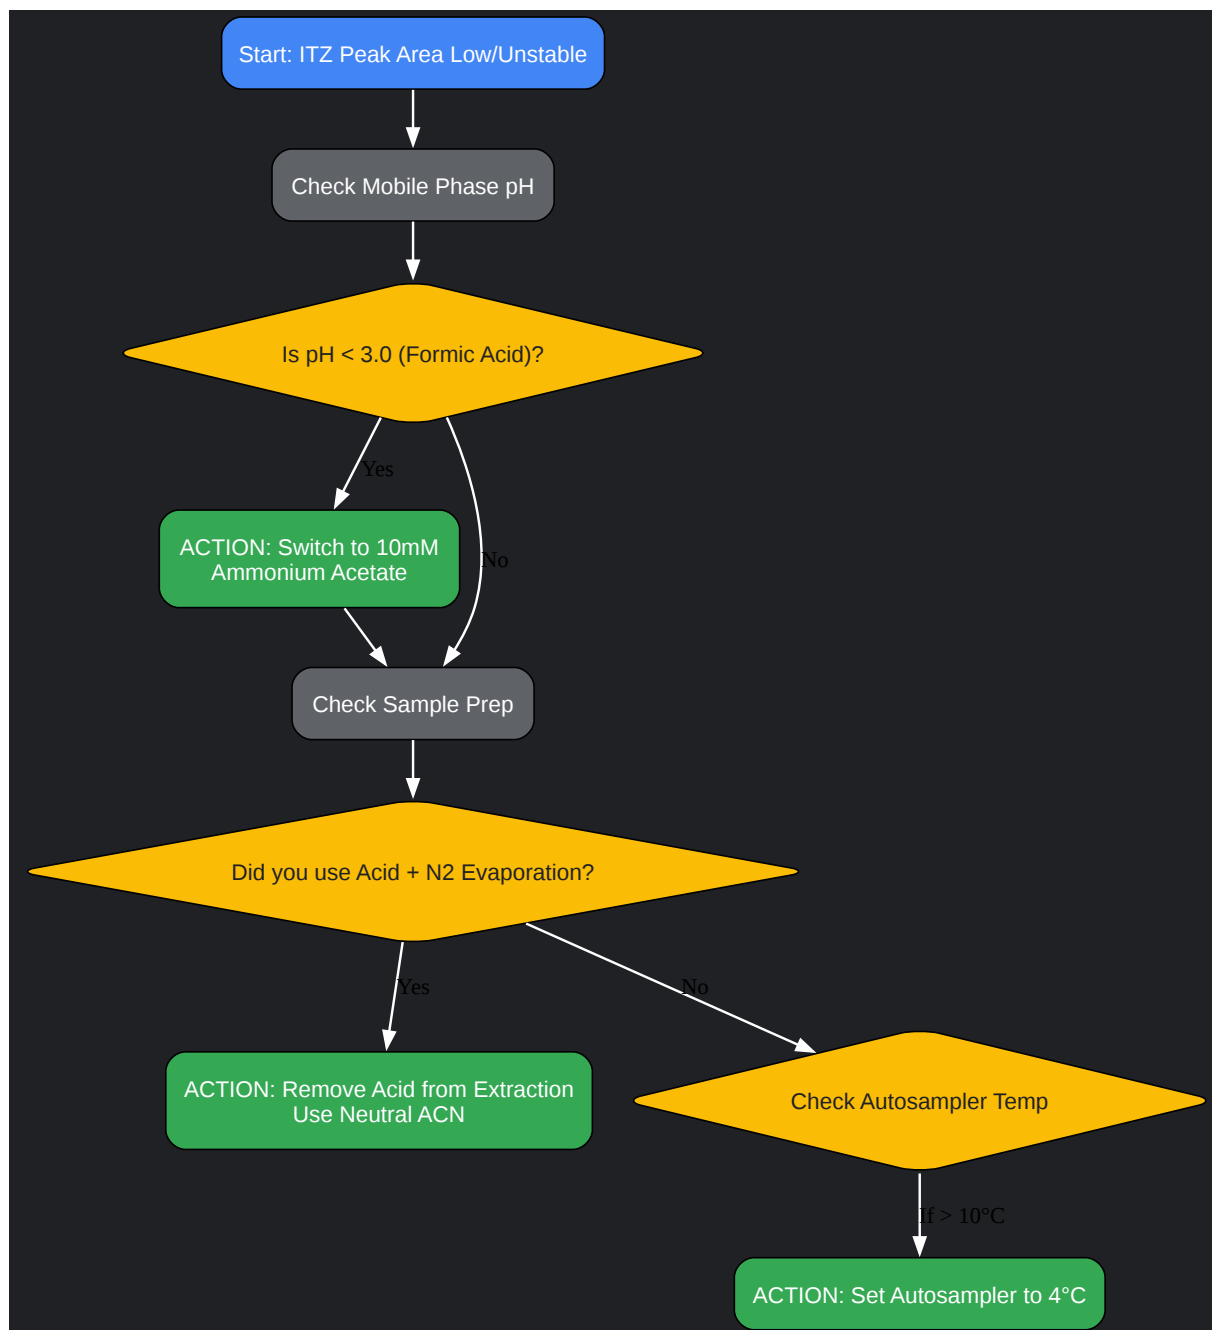 Start: ITZ Peak Area Low/Unstable
Check Mobile Phase pH
Is pH < 3.0 (Formic Acid)?
Yes
ACTION: Switch to 10mM
Ammonium Acetate
No
Check Sample Prep
Did you use Acid + N2 Evaporation?
Yes
No
ACTION: Remove Acid from Extraction
Use Neutral ACN
Check Autosampler Temp
If > 10°C
ACTION: Set Autosampler to 4°C